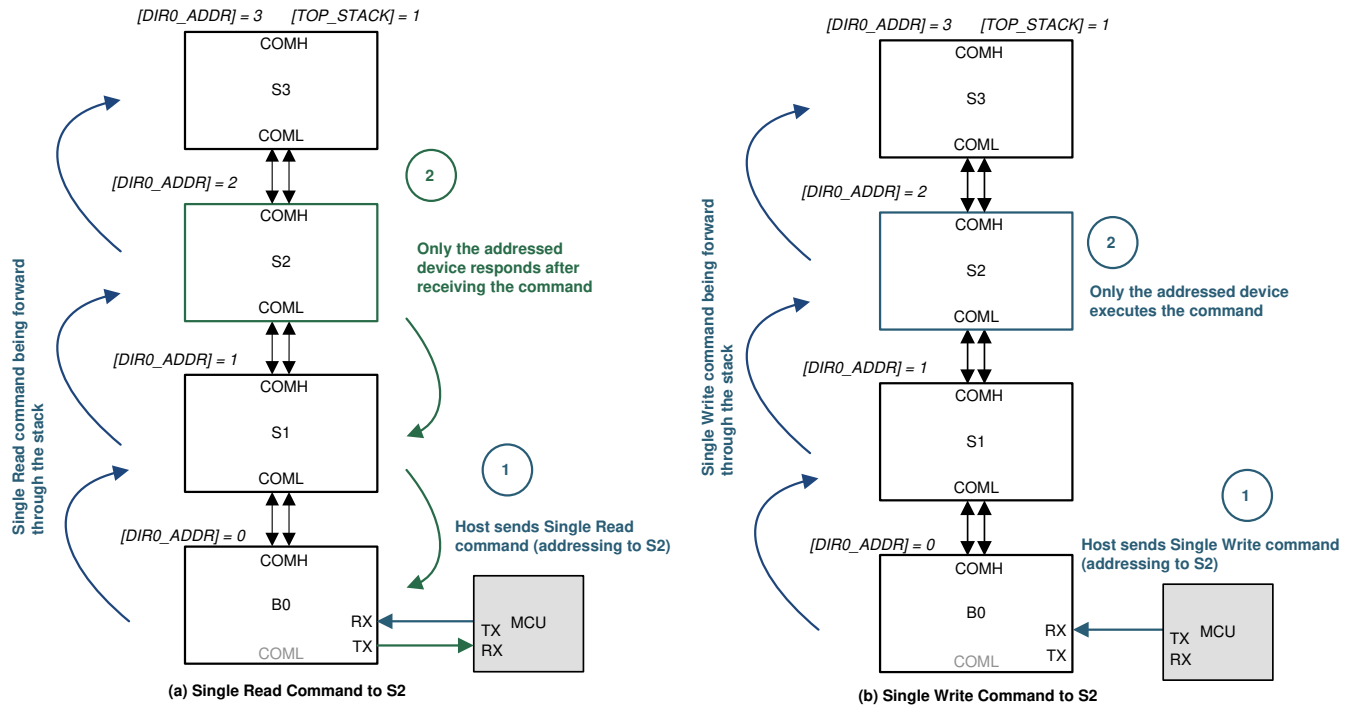 [DIR0_ADDR] = 3 [TOP_STACK] = 1
COMH
S3
COML
[DIR0_ADDR] = 2
COMH
S2
COML
[DIR0_ADDR] = 1
COMH
S1
COML
[DIR0_ADDR] = 0
COMH
B0
RX
TX
COML
TX
RX
MCU
Single Read command being forward
through the stack
2
Only the addressed
device responds after
receiving the command
1
Host sends Single Read
command (addressing to S2)
(a) Single Read Command to S2
[DIR0_ADDR] = 3 [TOP_STACK] = 1
COMH
S3
COML
[DIR0_ADDR] = 2
COMH
S2
COML
[DIR0_ADDR] = 1
COMH
S1
COML
[DIR0_ADDR] = 0
COMH
B0
RX
TX
COML
TX
RX
MCU
Single Write command being forward
through the stack
2
Only the addressed device
executes the command
1
Host sends Single Write command
(addressing to S2)
(b) Single Write Command to S2